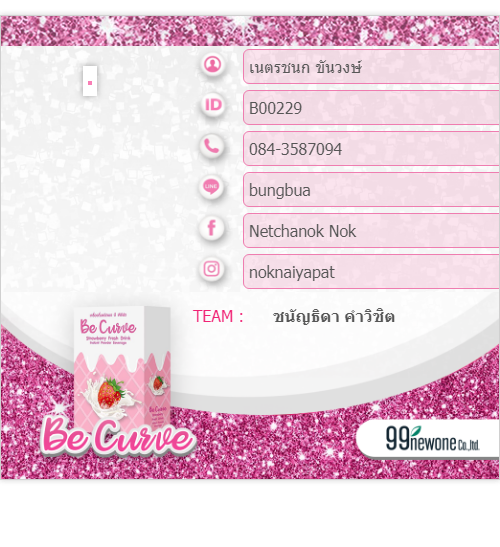 เนตรชนก ขันวงษ์
ID B00229
084-3587094
LINE bungbua
Netchanok Nok
noknaiyapat
TEAM : ชนัญธิดา คำวิชิต
Be Curve
Strawberry Fresh Drink
Be Curve
Be Curve
99newone Co.,ltd.